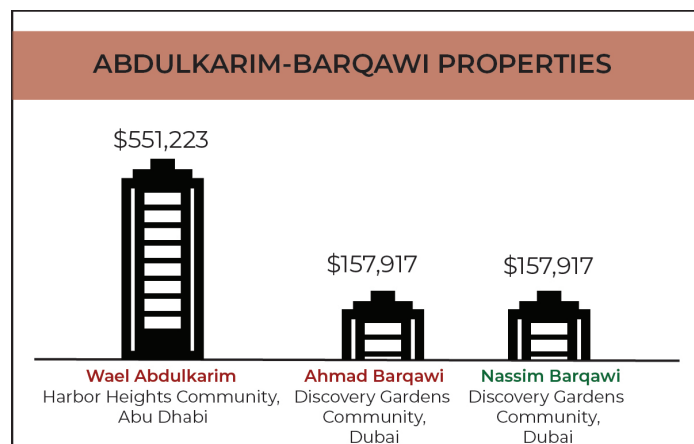 ABDULKARIM-BARQAWI PROPERTIES
$551,223
$157,917
$157,917
Wael Abdulkarim
Harbor Heights Community,
Abu Dhabi
Ahmad Barqawi
Discovery Gardens
Community,
Dubai
Nassim Barqawi
Discovery Gardens
Community,
Dubai